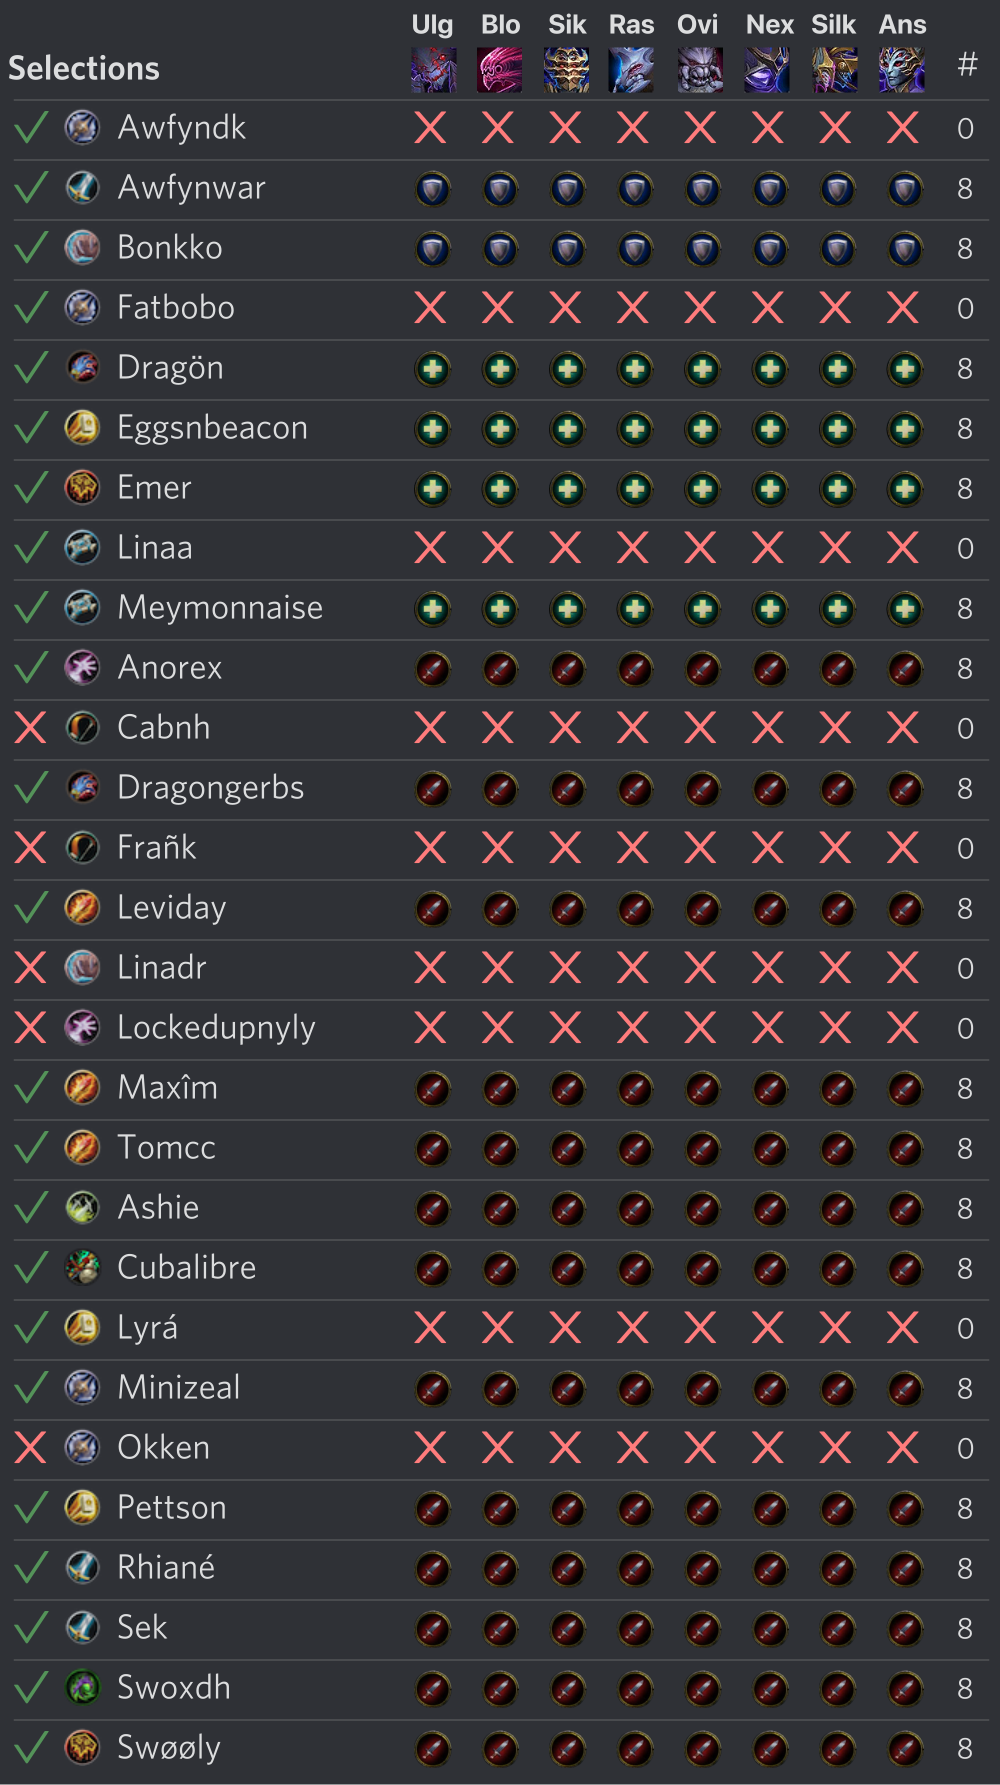 Ulg Blo Sik Ras Ovi Nex Silk Ans
Selections #
Awfyndk 0
Awfynwar 8
Bonkko 8
Fatbobo 0
Dragön 8
Eggsnbeacon 8
Emer 8
Linaa 0
Meymonnaise 8
Anorex 8
Cabnh 0
Dragongerbs 8
Frañk 0
Leviday 8
Linadr 0
Lockedupnyly 0
Maxîm 8
Tomcc 8
Ashie 8
Cubalibre 8
Lyrá 0
Minizeal 8
Okken 0
Pettson 8
Rhiané 8
Sek 8
Swoxdh 8
Swøøly 8